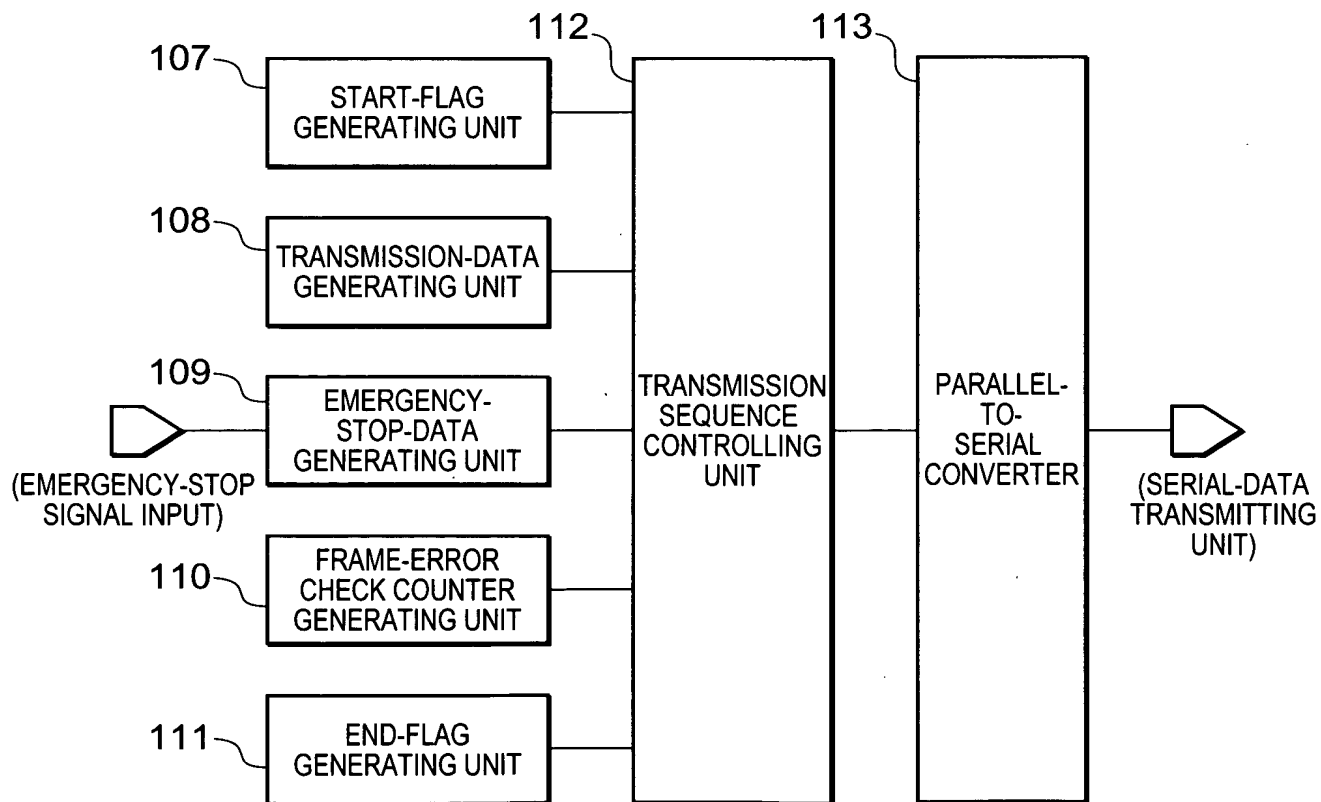 107
START-FLAG
GENERATING UNIT
108
TRANSMISSION-DATA
GENERATING UNIT
109
EMERGENCY-
STOP-DATA
GENERATING UNIT
(EMERGENCY-STOP
SIGNAL INPUT)
110
FRAME-ERROR
CHECK COUNTER
GENERATING UNIT
111
END-FLAG
GENERATING UNIT
112
TRANSMISSION
SEQUENCE
CONTROLLING
UNIT
113
PARALLEL-
TO-
SERIAL
CONVERTER
(SERIAL-DATA
TRANSMITTING
UNIT)